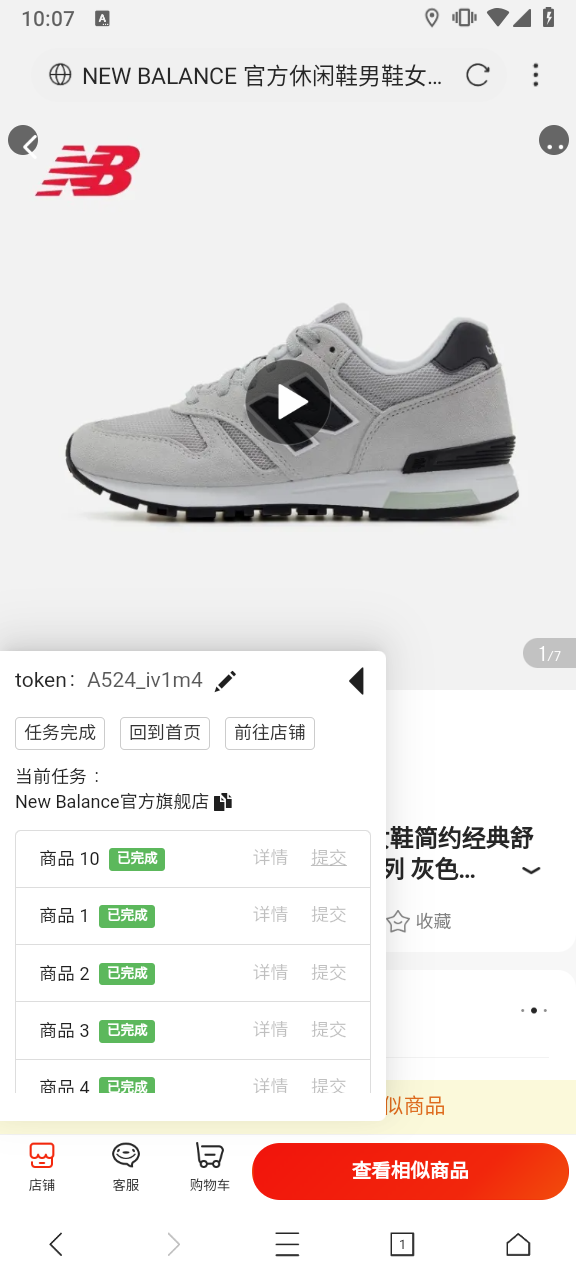 10:07
NEW BALANCE 官方休闲鞋男鞋女...
NB
1/7
token: A524_iv1m4
任务完成 回到首页 前往店铺
当前任务：
New Balance官方旗舰店
商品 10 已完成 详情 提交
商品 1 已完成 详情 提交
商品 2 已完成 详情 提交
商品 3 已完成 详情 提交
商品 4 已完成 详情 提交
鞋简约经典舒
列 灰色...
收藏
似商品
店铺 客服 购物车 查看相似商品
1